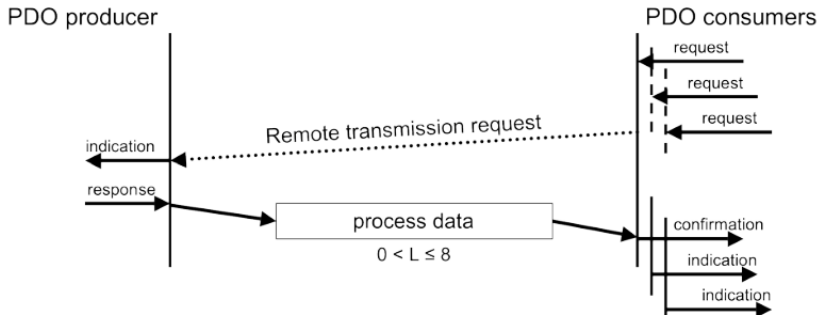 PDO producer
PDO consumers
request
request
request
Remote transmission request
indication
response
process data
0 < L ≤ 8
confirmation
indication
indication